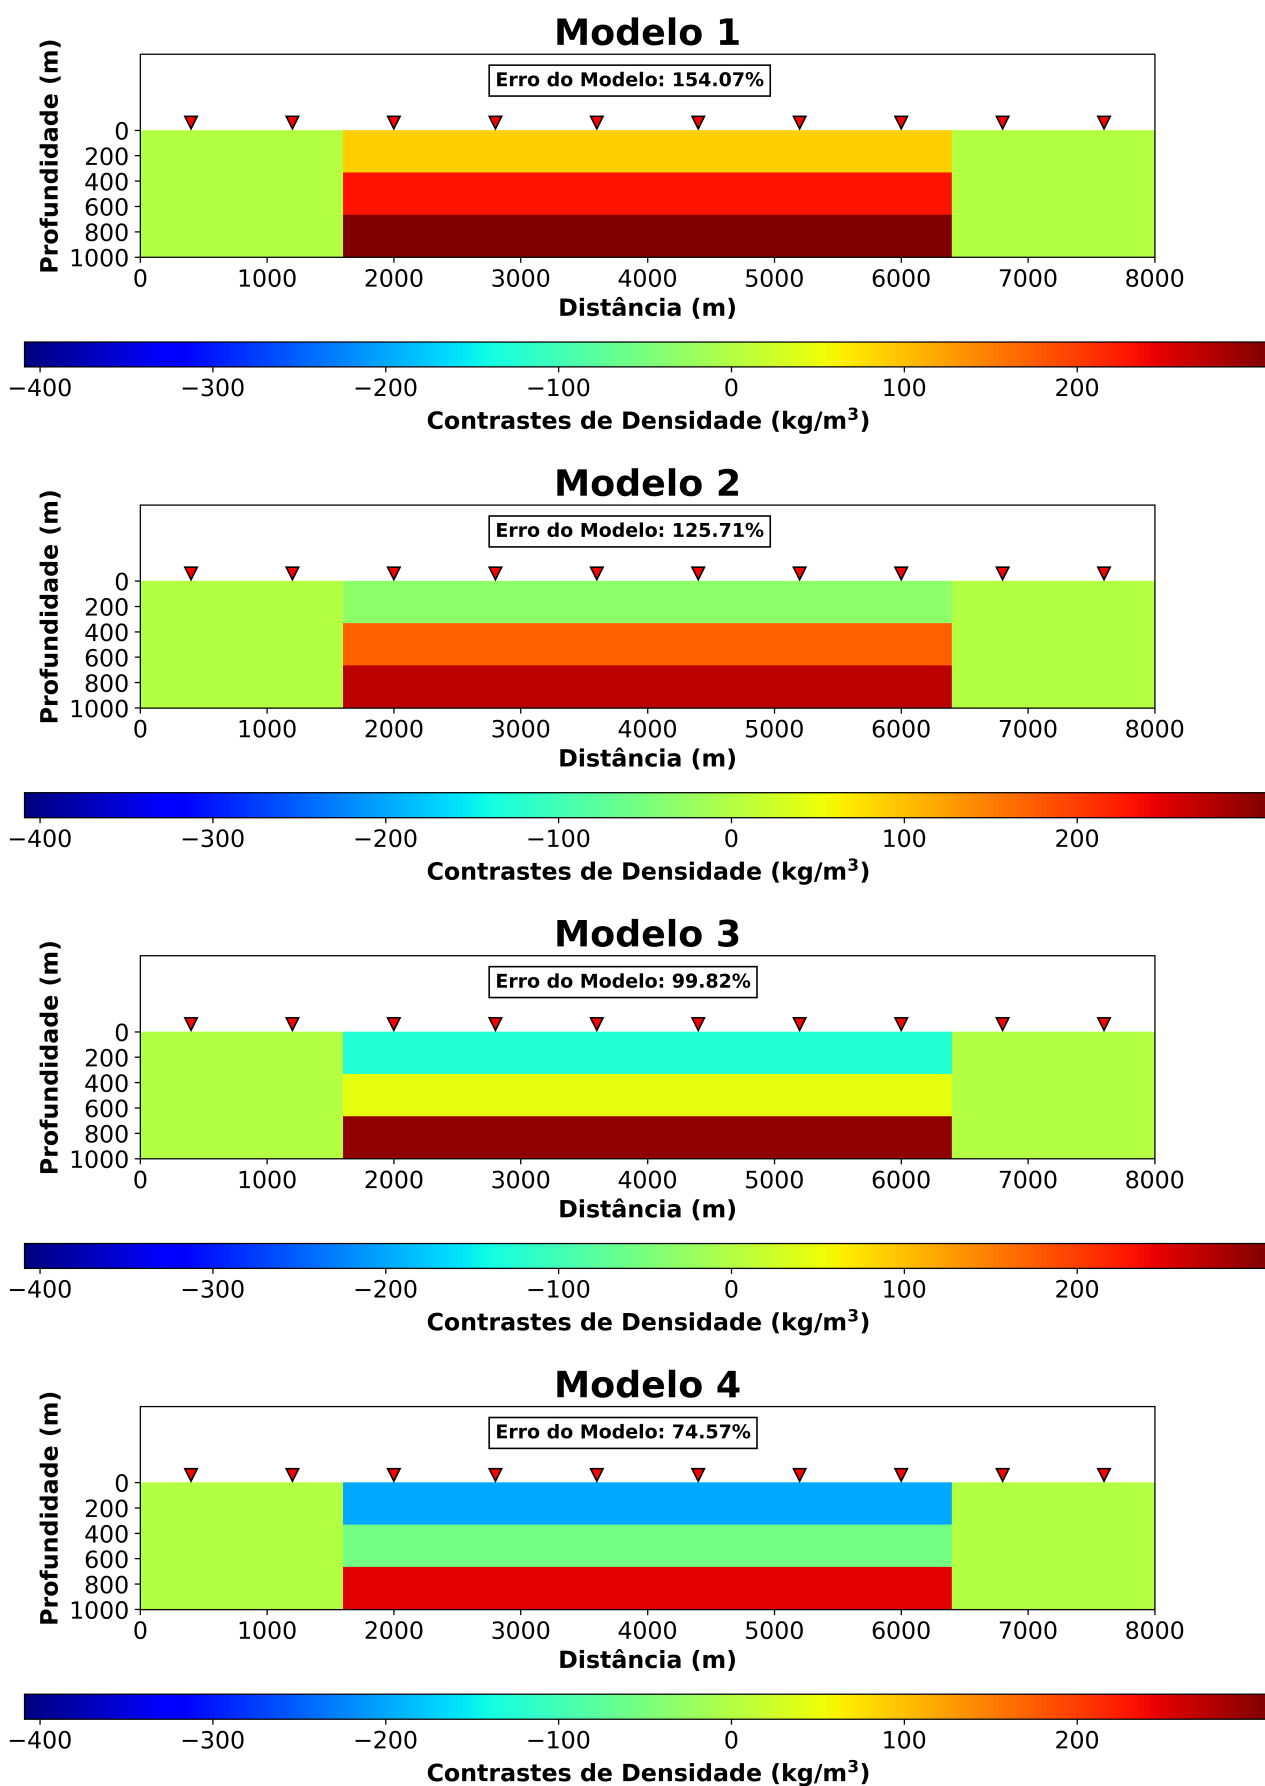 Modelo 1
Erro do Modelo: 154.07%
Profundidade (m)
0
200
400
600
800
1000
0 1000 2000 3000 4000 5000 6000 7000 8000
Distância (m)
−400 −300 −200 −100 0 100 200
Contrastes de Densidade (kg/m³)
Modelo 2
Erro do Modelo: 125.71%
Profundidade (m)
0
200
400
600
800
1000
0 1000 2000 3000 4000 5000 6000 7000 8000
Distância (m)
−400 −300 −200 −100 0 100 200
Contrastes de Densidade (kg/m³)
Modelo 3
Erro do Modelo: 99.82%
Profundidade (m)
0
200
400
600
800
1000
0 1000 2000 3000 4000 5000 6000 7000 8000
Distância (m)
−400 −300 −200 −100 0 100 200
Contrastes de Densidade (kg/m³)
Modelo 4
Erro do Modelo: 74.57%
Profundidade (m)
0
200
400
600
800
1000
0 1000 2000 3000 4000 5000 6000 7000 8000
Distância (m)
−400 −300 −200 −100 0 100 200
Contrastes de Densidade (kg/m³)